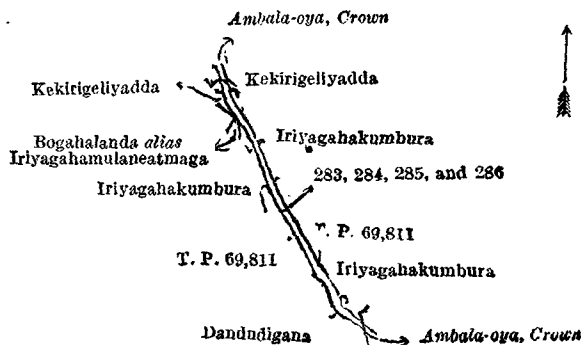 Ambala-oya, Crown
Kekirigeliyadda
Kekirigeliyadda
Bogahalanda alias
Iriyagahamulaneatmaga
Iriyagahakumbura
Iriyagahakumbura
283, 284, 285, and 286
T. P. 69,811
T. P. 69,811
Iriyagahakumbura
Dandudigana
Ambala-oya, Crown